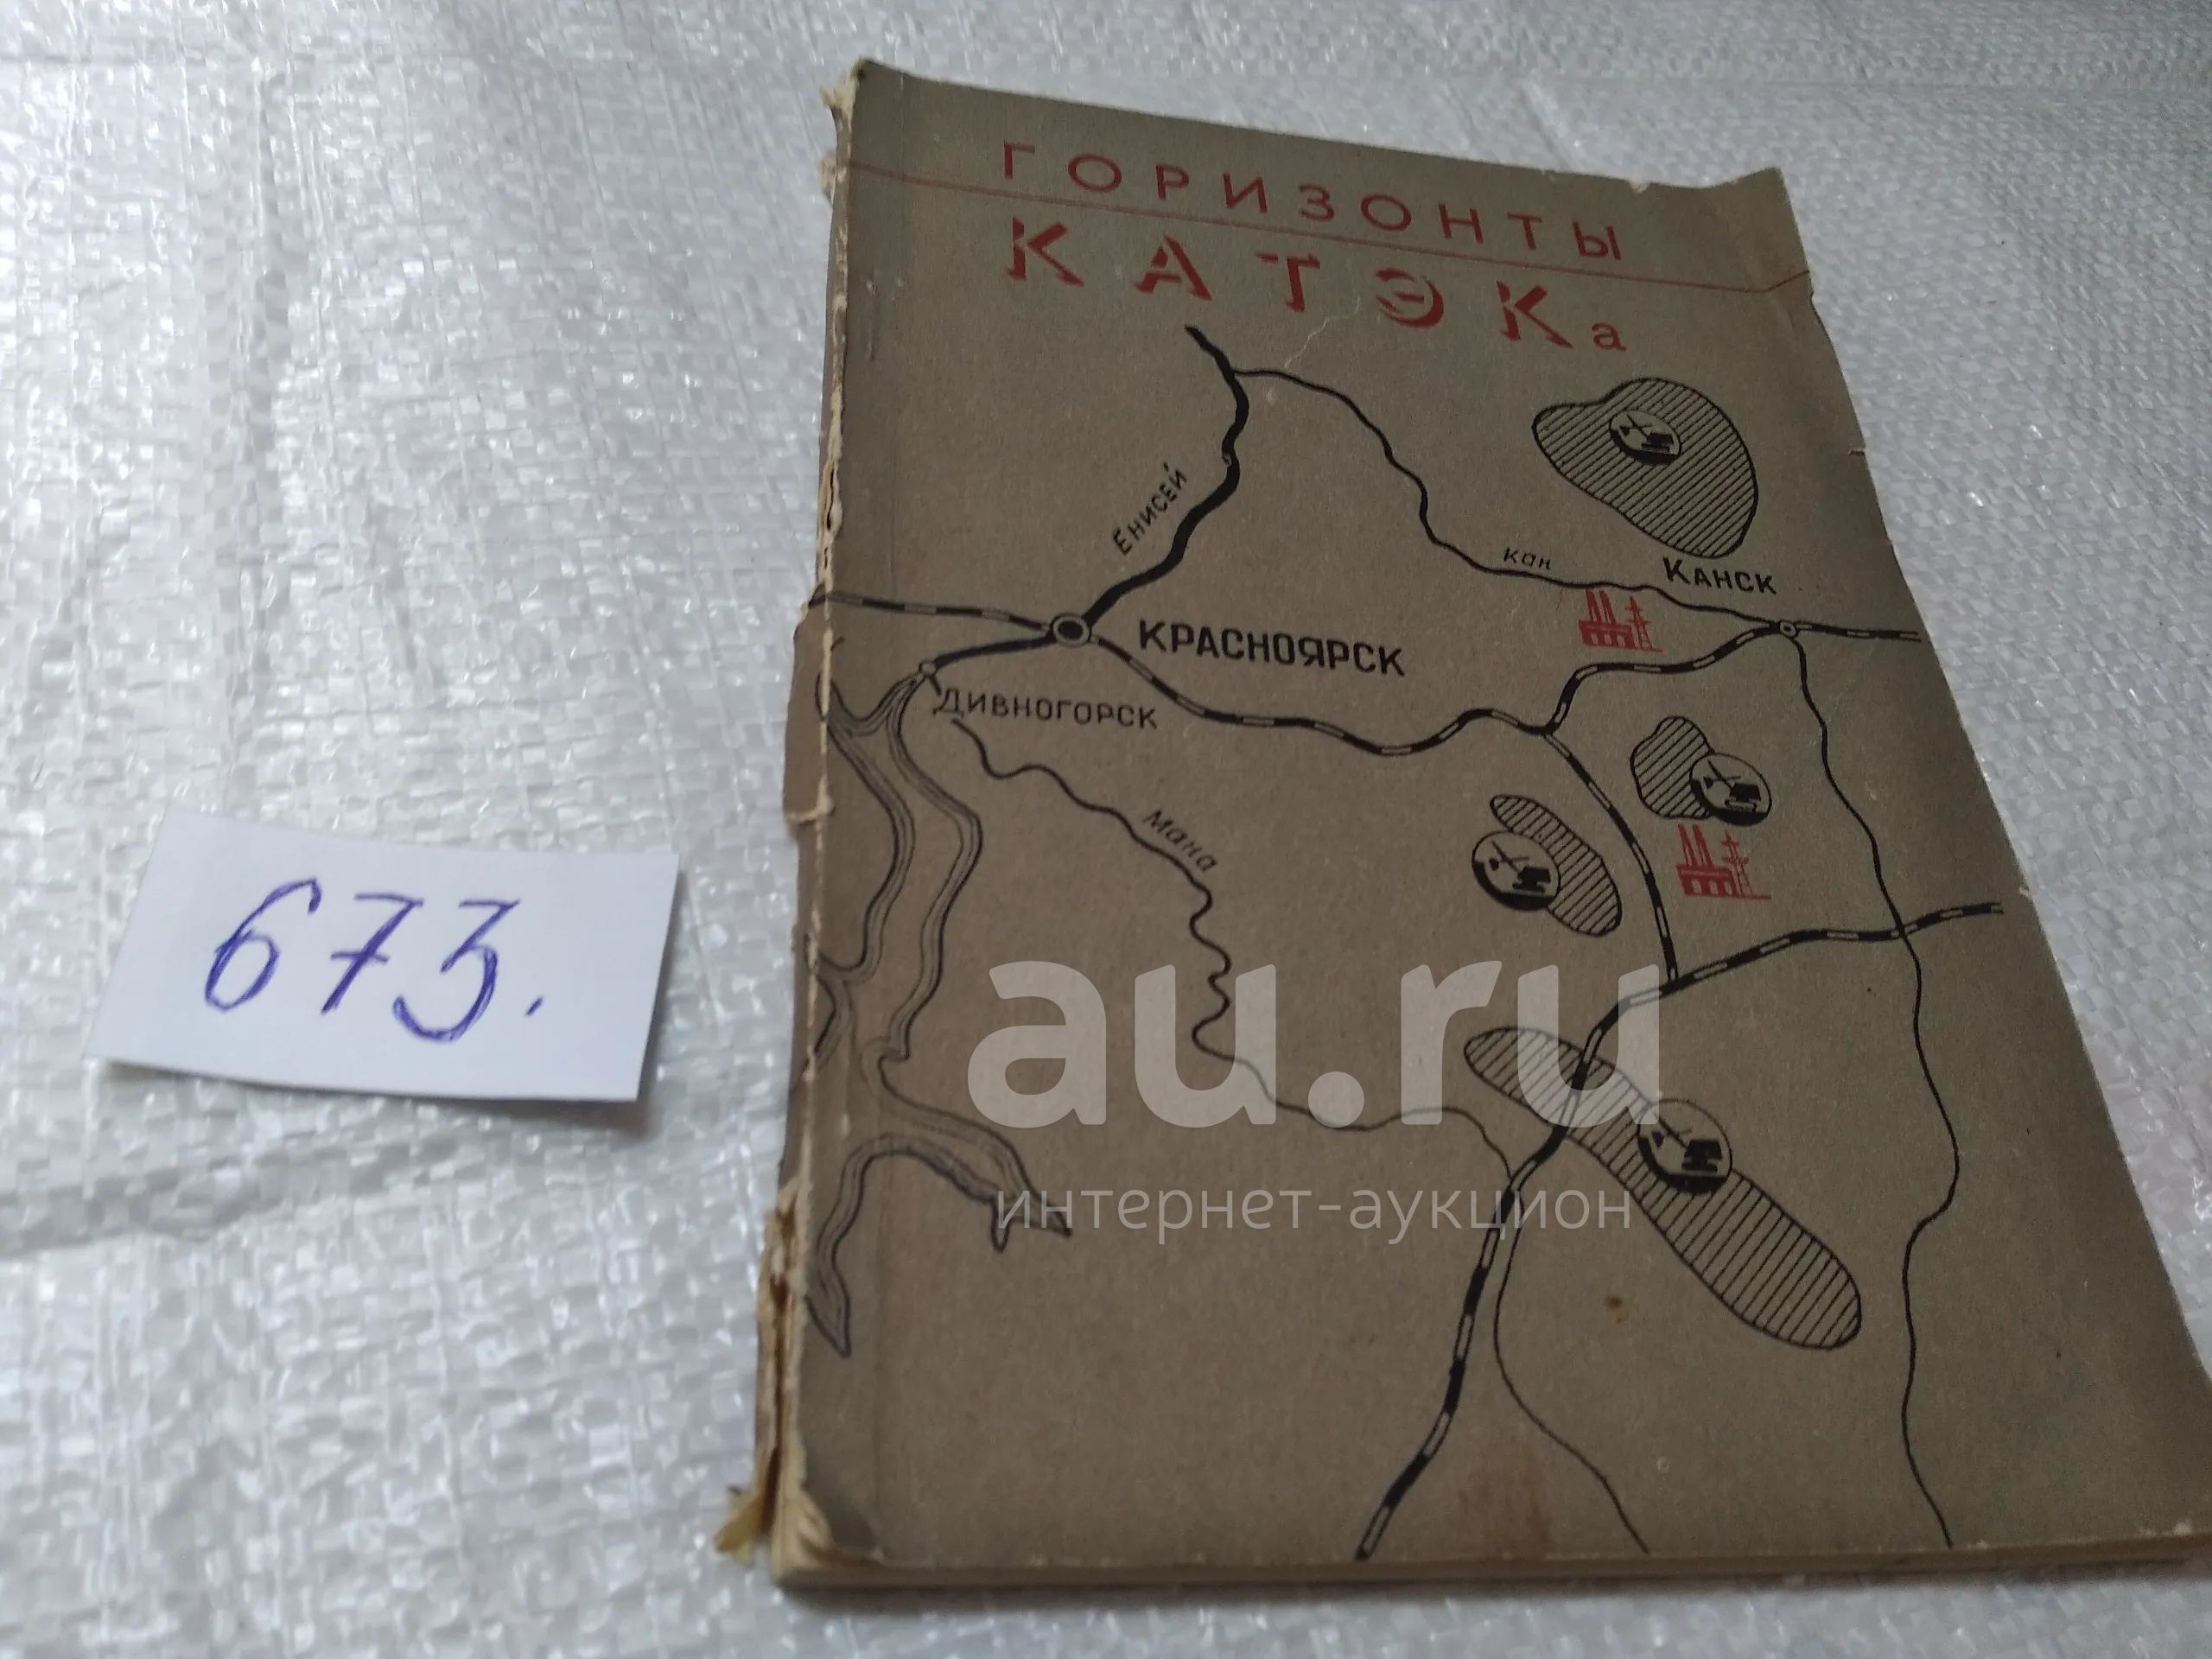 ГОРИЗОНТЫ
КАТЭКа
Енисей
Кан
Канск
КРАСНОЯРСК
Дивногорск
Мана
673.
au.ru
интернет-аукцион